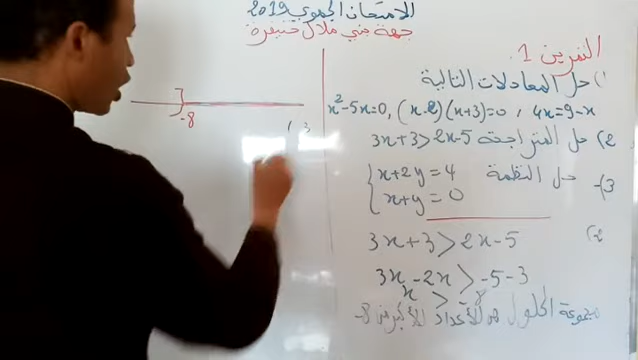 الامتحان الجهوي 2019
جهة بني ملال خنيفرة
التمرين 1
1) حل المعادلات التالية
x²-5x=0, (x-2)(x+3)=0, 4x=9-x
2) حل المتراجحة 3x+3>2x-5
3- حل النظمة
x+2y=4
x+y=0
2)
3x+3>2x-5
3x-2x>-5-3
x>-8
مجموعة الحلول هي الأعداد الأكبر من -8
-8